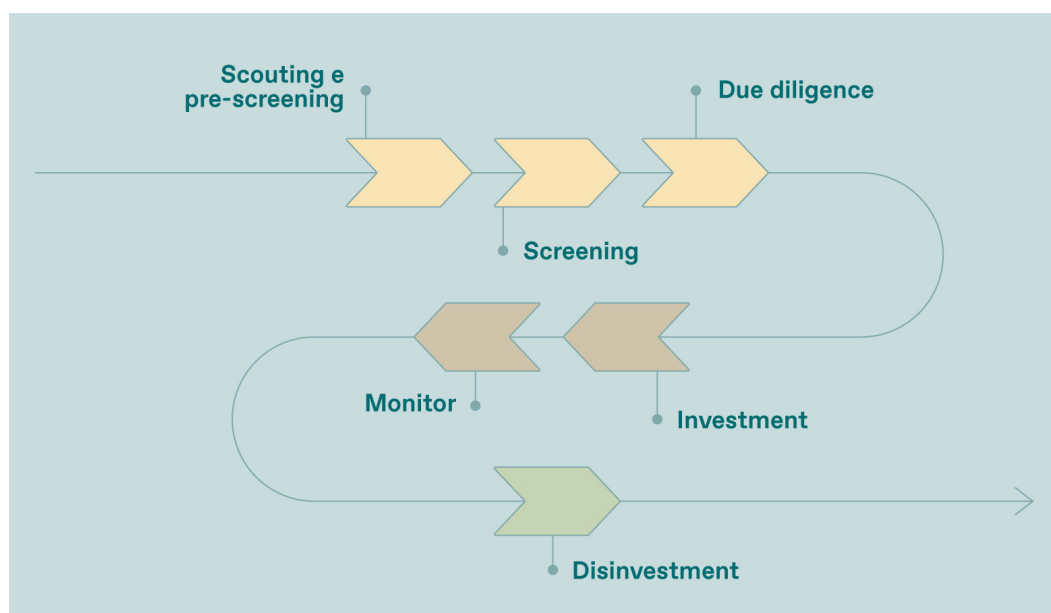 Scouting e
pre-screening
Due diligence
Screening
Monitor
Investment
Disinvestment